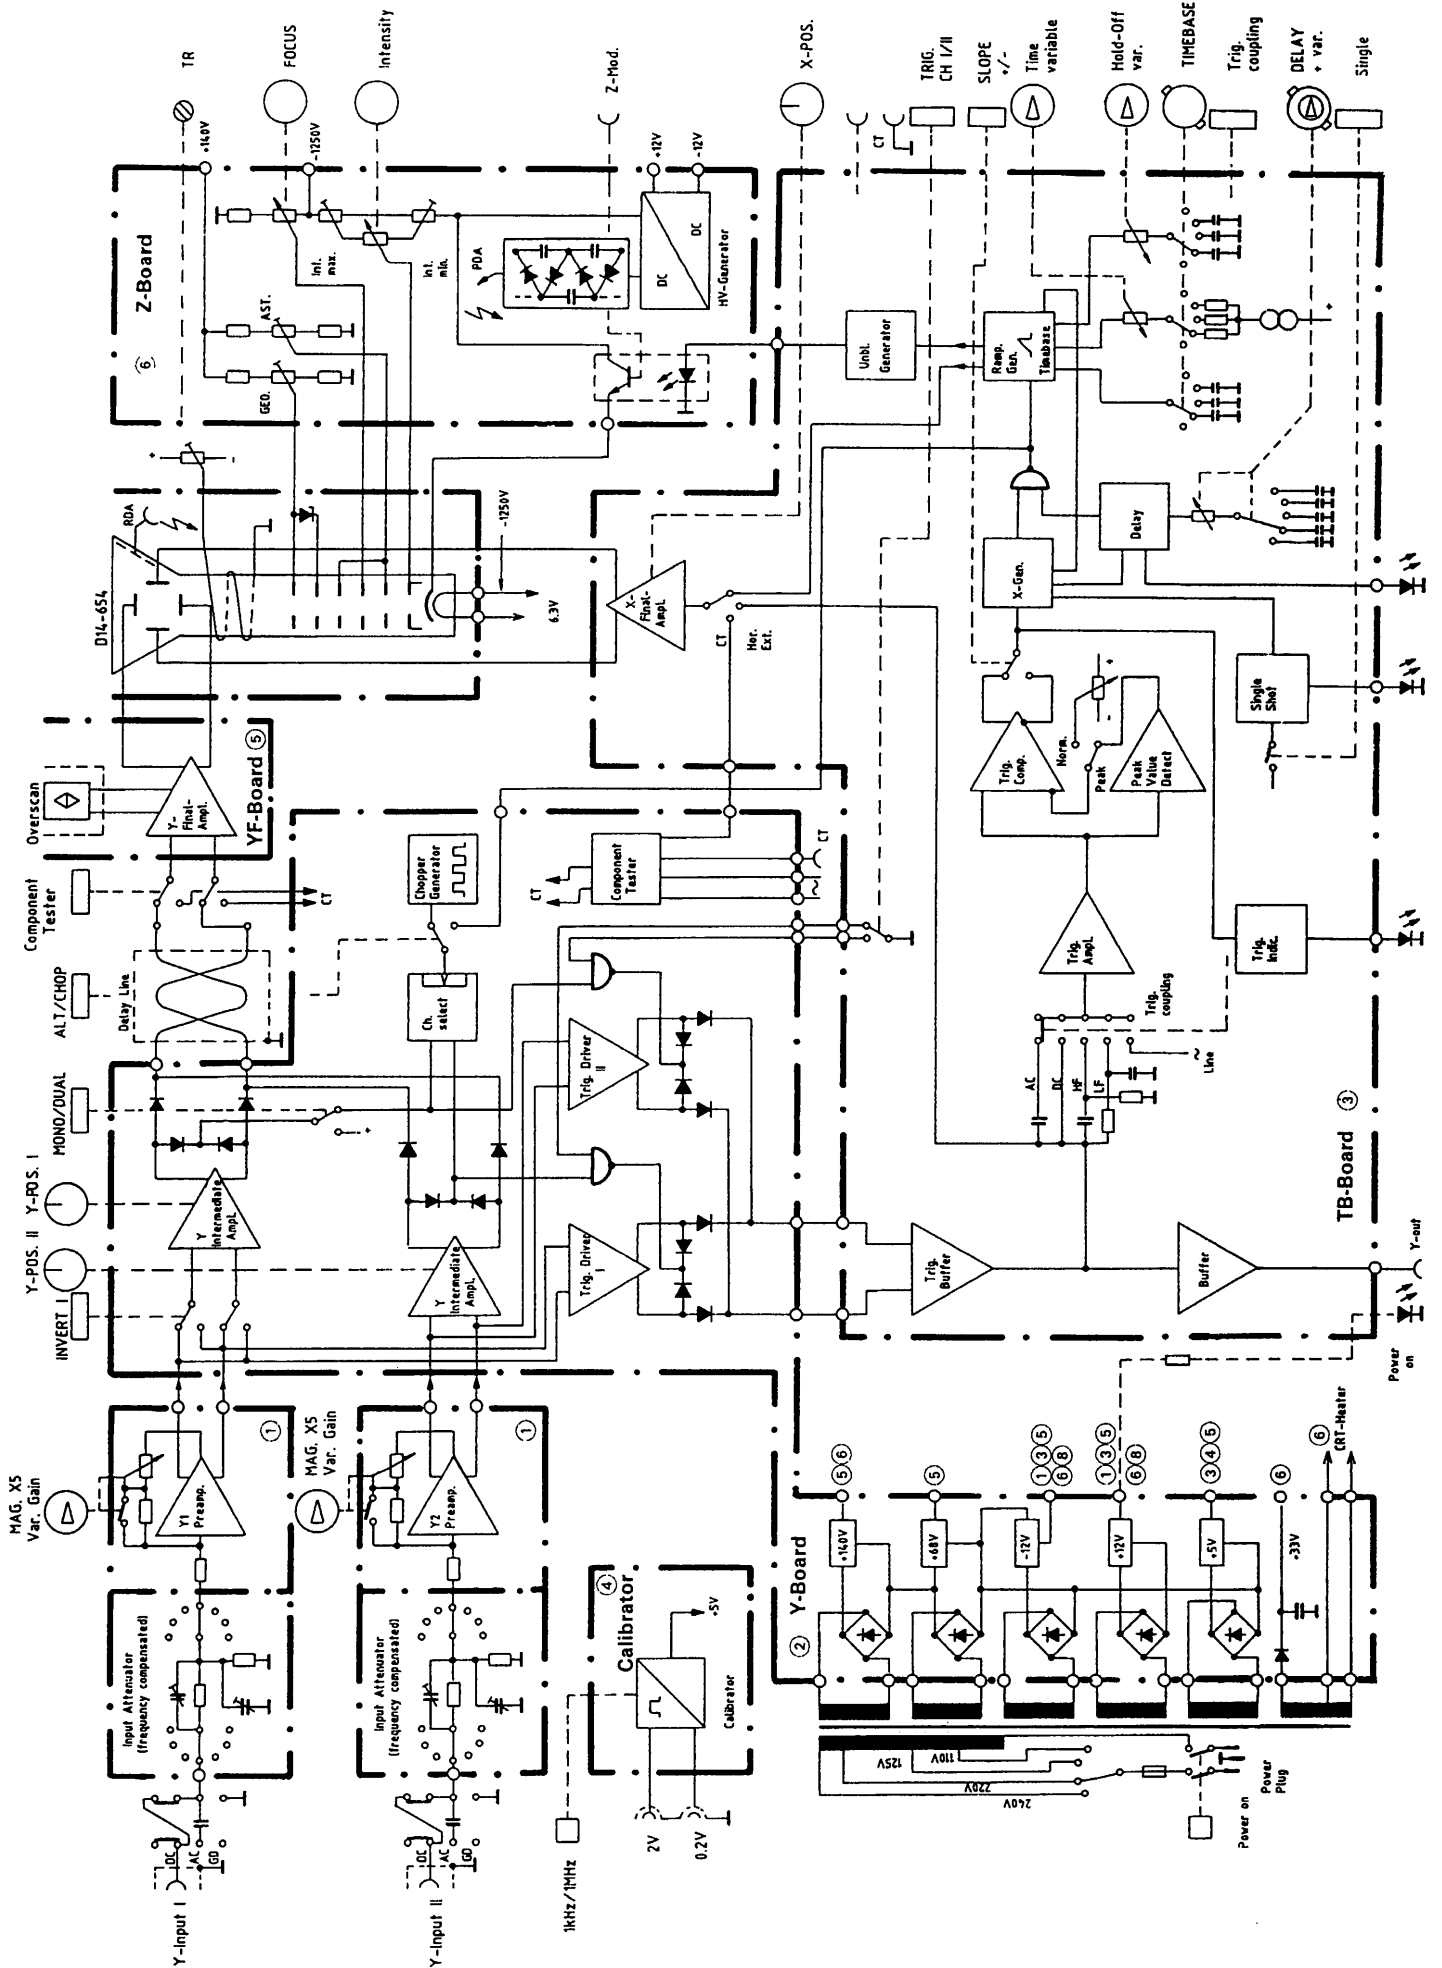 Y-Input I
DC
AC
GD
Input Attenuator
(frequency compensated)
MAG. X5
Var. Gain
Y1
Preamp.
①
INVERT I
Y-POS. II
Y-POS. I
Y
Intermediate
Ampl.
MONO/DUAL
+
ALT/CHOP
Delay Line
Component
Tester
CT
Overscan
Y-
Final-
Ampl.
YF-Board ⑤
D14-654
RDA
+
-
TR
FOCUS
Intensity
+140V
-1250V
Z-Board
⑥
GEO.
AST.
Int.
max.
Int.
min.
PDA
Z-Mod.
+12V
-12V
DC
DC
HV-Generator
6.3V
-1250V
Y-Input II
DC
AC
GD
Input Attenuator
(frequency compensated)
MAG. X5
Var. Gain
Y2
Preamp.
①
Y
Intermediate
Ampl.
Ch.
select
Chopper
Generator
Trig. Driver
I
Trig. Driver
II
Component
Tester
CT
CT
~
X-
Final-
Ampl.
CT
Hor.
Ext.
X-POS.
CT
TRIG.
CH I/II
SLOPE
+/-
Time
variable
Hold-Off
var.
TIMEBASE
Trig.
coupling
DELAY
+ var.
Single
Unbl.
Generator
Ramp.
Gen.
Timebase
+
X-Gen.
Delay
Single
Shot
Trig.
Comp.
Norm.
Peak
+
-
Peak
Value
Detect
Trig.
Ampl.
Trig.
Indic.
Trig.
coupling
AC
DC
HF
LF
Line
~
Trig.
Buffer
Buffer
TB-Board ③
Y-out
Power
on
1kHz/1MHz
2V
0.2V
④
Calibrator
+5V
Calibrator
② Y-Board
+140V
⑤⑥
+68V
⑤
-12V
①③⑤
⑥⑧
+12V
①③⑤
⑥⑧
+5V
③④⑤
+33V
⑥
⑥
CRT-Heater
240V
220V
125V
110V
Power on
Power
Plug